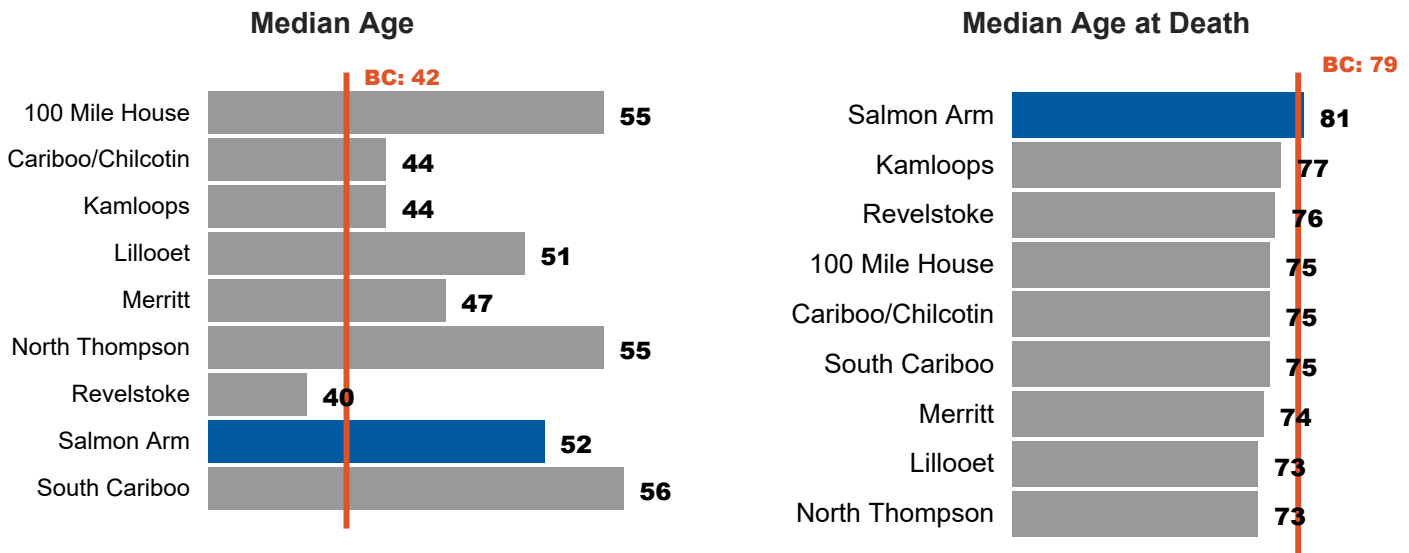 Median Age
BC: 42
100 Mile House 55
Cariboo/Chilcotin 44
Kamloops 44
Lillooet 51
Merritt 47
North Thompson 55
Revelstoke 40
Salmon Arm 52
South Cariboo 56
Median Age at Death
BC: 79
Salmon Arm 81
Kamloops 77
Revelstoke 76
100 Mile House 75
Cariboo/Chilcotin 75
South Cariboo 75
Merritt 74
Lillooet 73
North Thompson 73